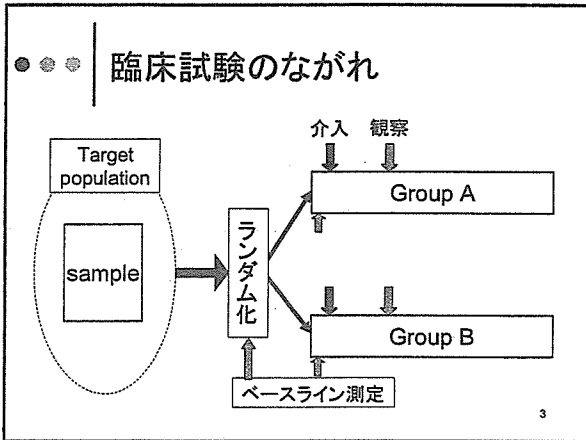 臨床試験のながれ
介入 観察
Target
population
sample
ランダム化
Group A
Group B
ベースライン測定
3